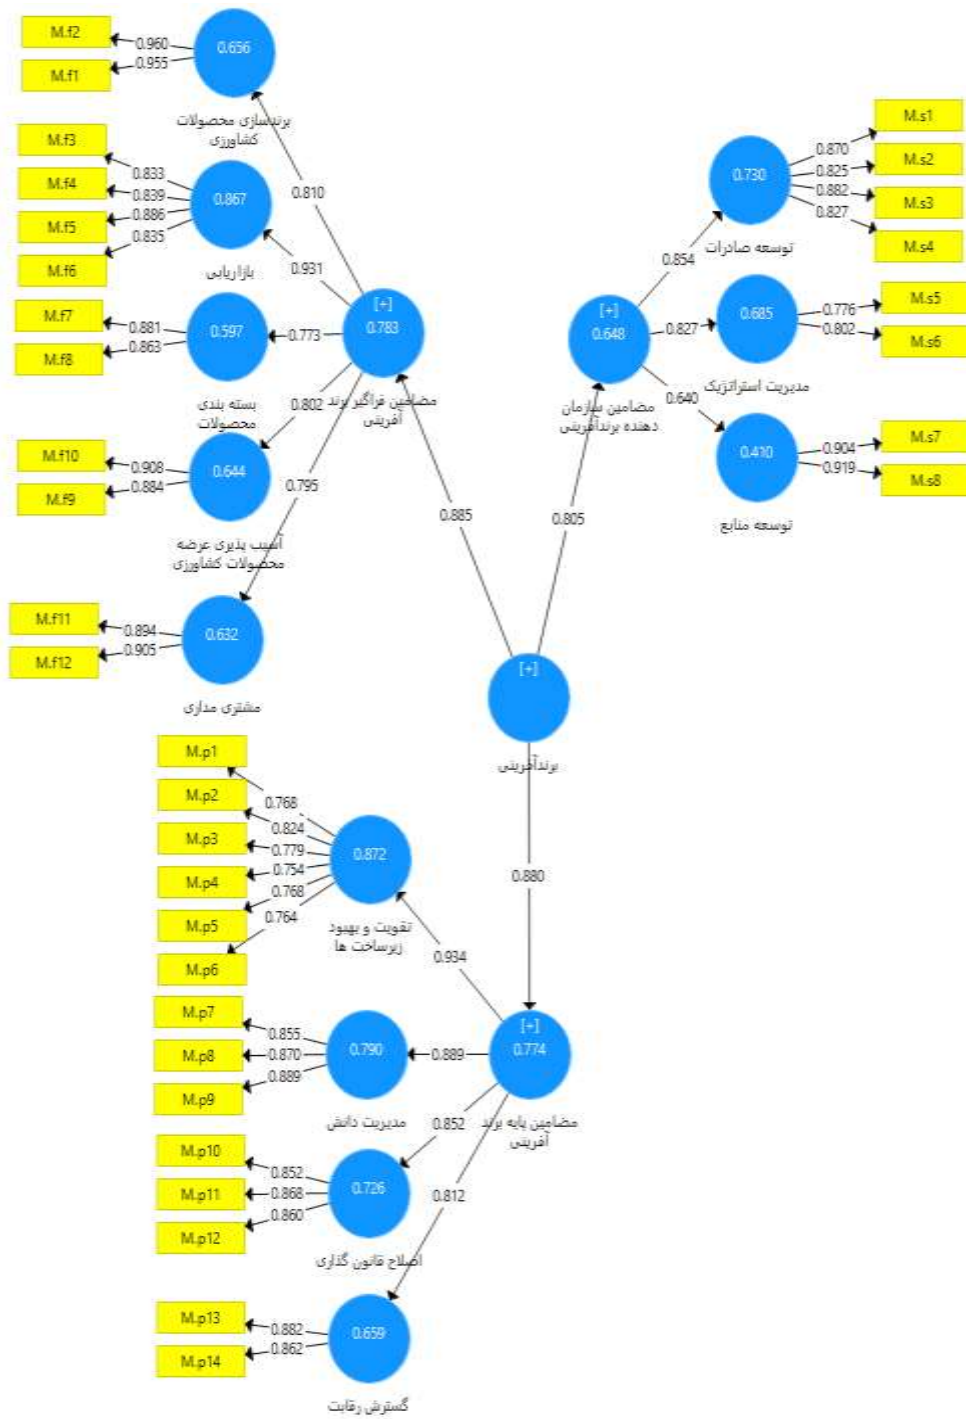 M.f2
M.f1
0.960
0.955
0.656
برندسازی محصولات
کشاورزی
M.f3
M.f4
M.f5
M.f6
0.833
0.839
0.886
0.835
0.867
بازاریابی
M.f7
M.f8
0.881
0.863
0.597
بسته بندی
محصولات
M.f10
M.f9
0.908
0.884
0.644
آسیب پذیری عرضه
محصولات کشاورزی
M.f11
M.f12
0.894
0.905
0.632
مشتری مداری
0.810
0.931
0.773
0.802
0.795
[+]
0.783
مضامین فراگیر برند
آفرینی
0.885
0.805
[+]
0.648
مضامین سازمان
دهنده برندآفرینی
0.854
0.827
0.640
0.730
توسعه صادرات
0.870
0.825
0.882
0.827
M.s1
M.s2
M.s3
M.s4
0.685
مدیریت استراتژیک
0.776
0.802
M.s5
M.s6
0.410
توسعه منابع
0.904
0.919
M.s7
M.s8
[+]
برندآفرینی
0.880
[+]
0.774
مضامین پایه برند
آفرینی
0.934
0.889
0.852
0.812
M.p1
M.p2
M.p3
M.p4
M.p5
M.p6
0.768
0.824
0.779
0.754
0.768
0.764
0.872
تقویت و بهبود
زیرساخت ها
M.p7
M.p8
M.p9
0.855
0.870
0.889
0.790
مدیریت دانش
M.p10
M.p11
M.p12
0.852
0.868
0.860
0.726
اصلاح قانون گذاری
M.p13
M.p14
0.882
0.862
0.659
گسترش رقابت